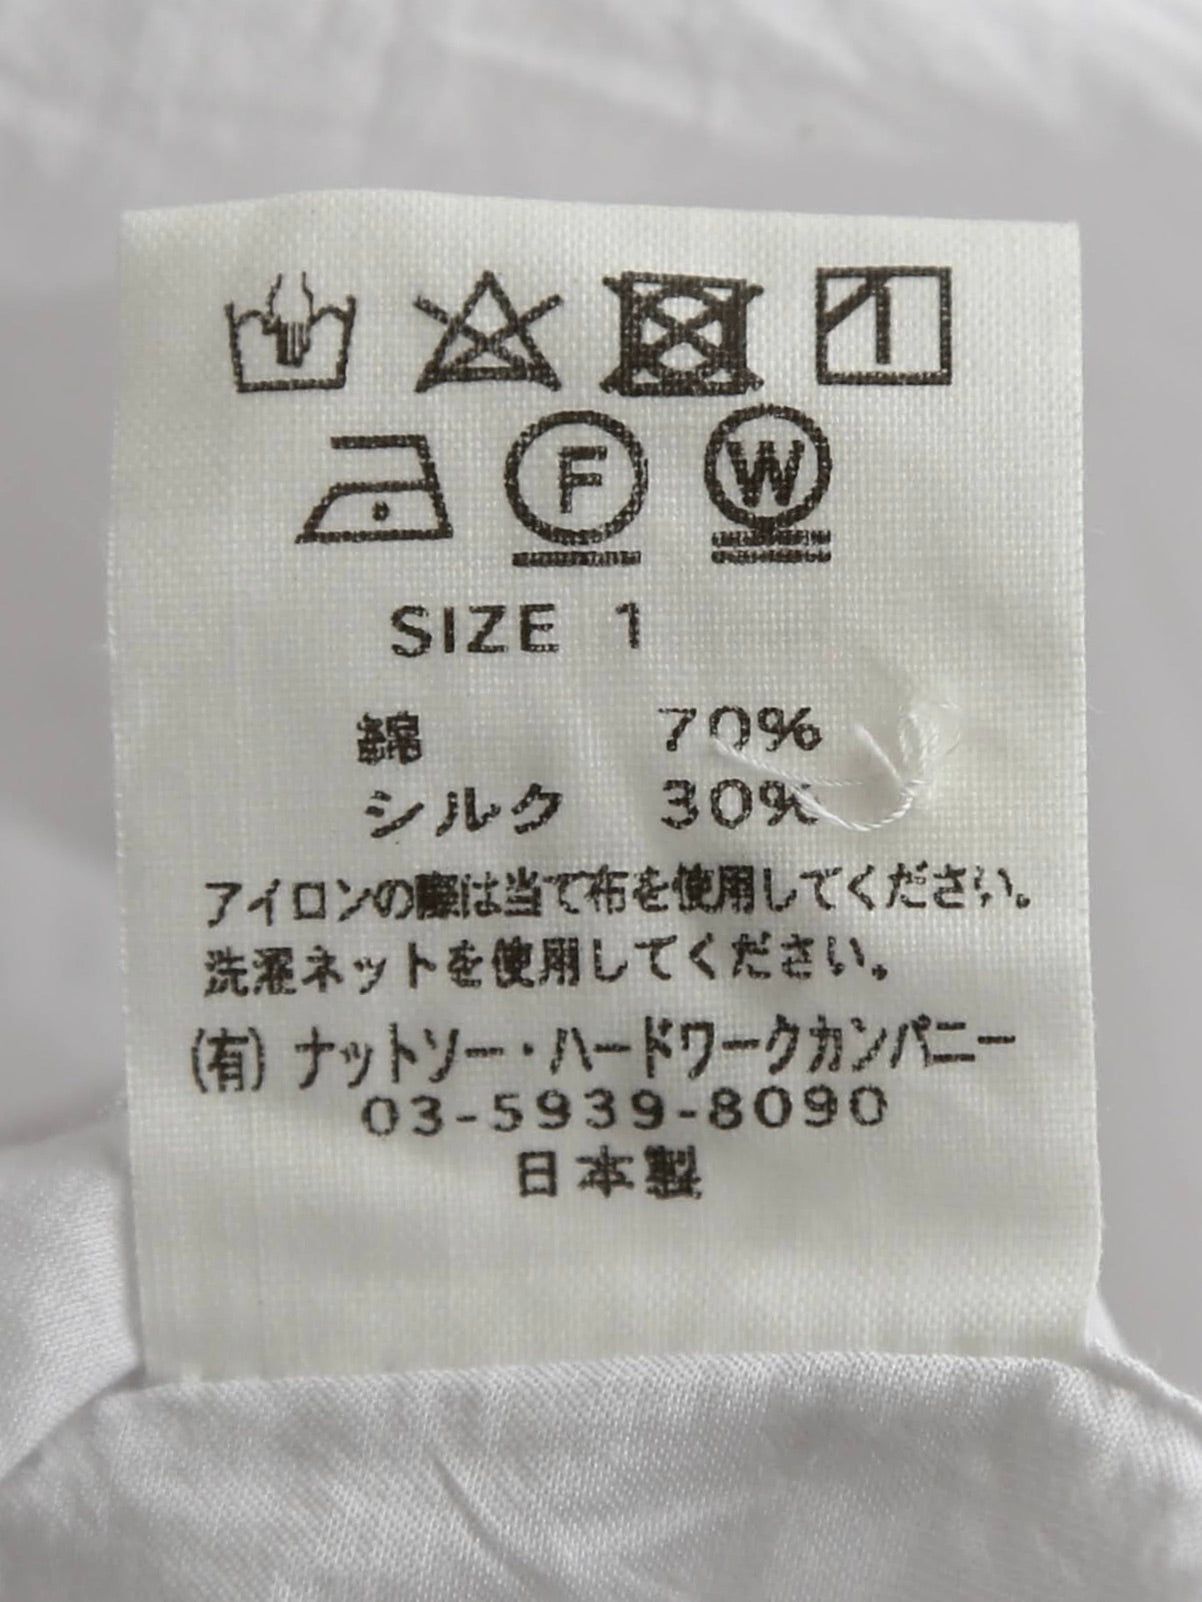 F W
SIZE 1
綿 70%
シルク 30%
アイロンの際は当て布を使用してください。
洗濯ネットを使用してください。
(有) ナットソー・ハードワークカンパニー
03-5939-8090
日本製